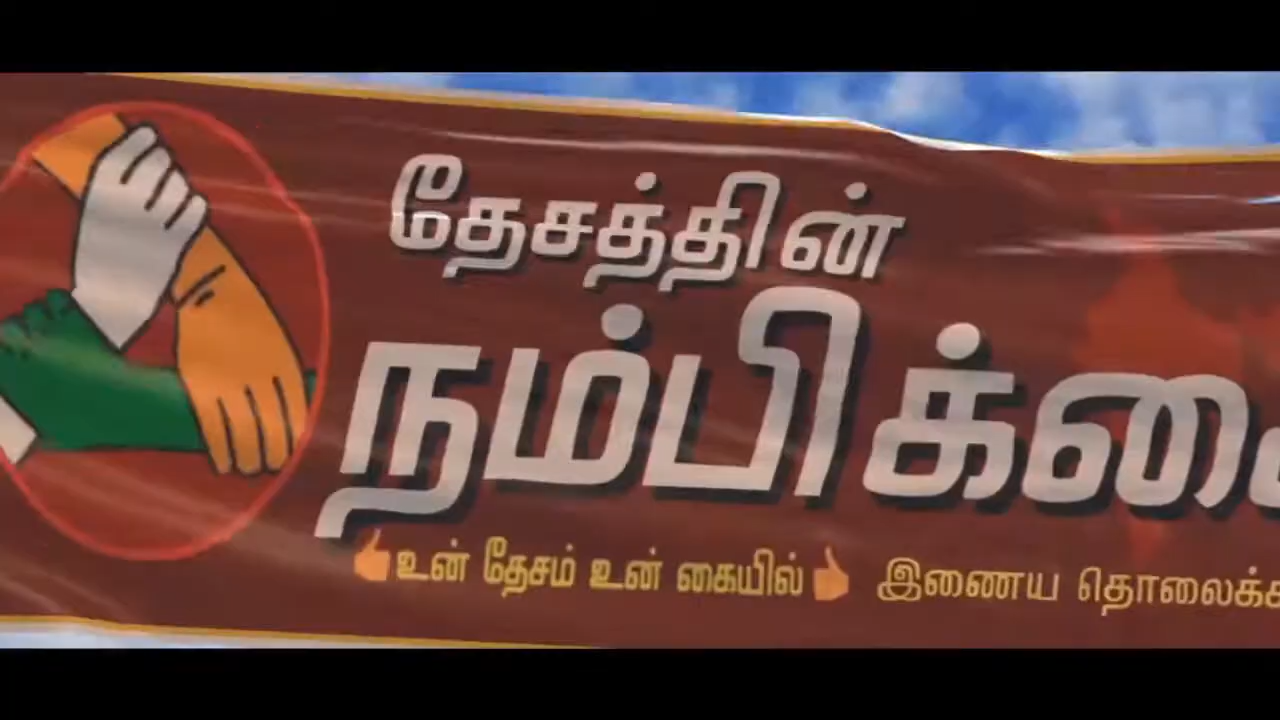 தேசத்தின்
நம்பிக்கை
உன் தேசம் உன் கையில் இணைய